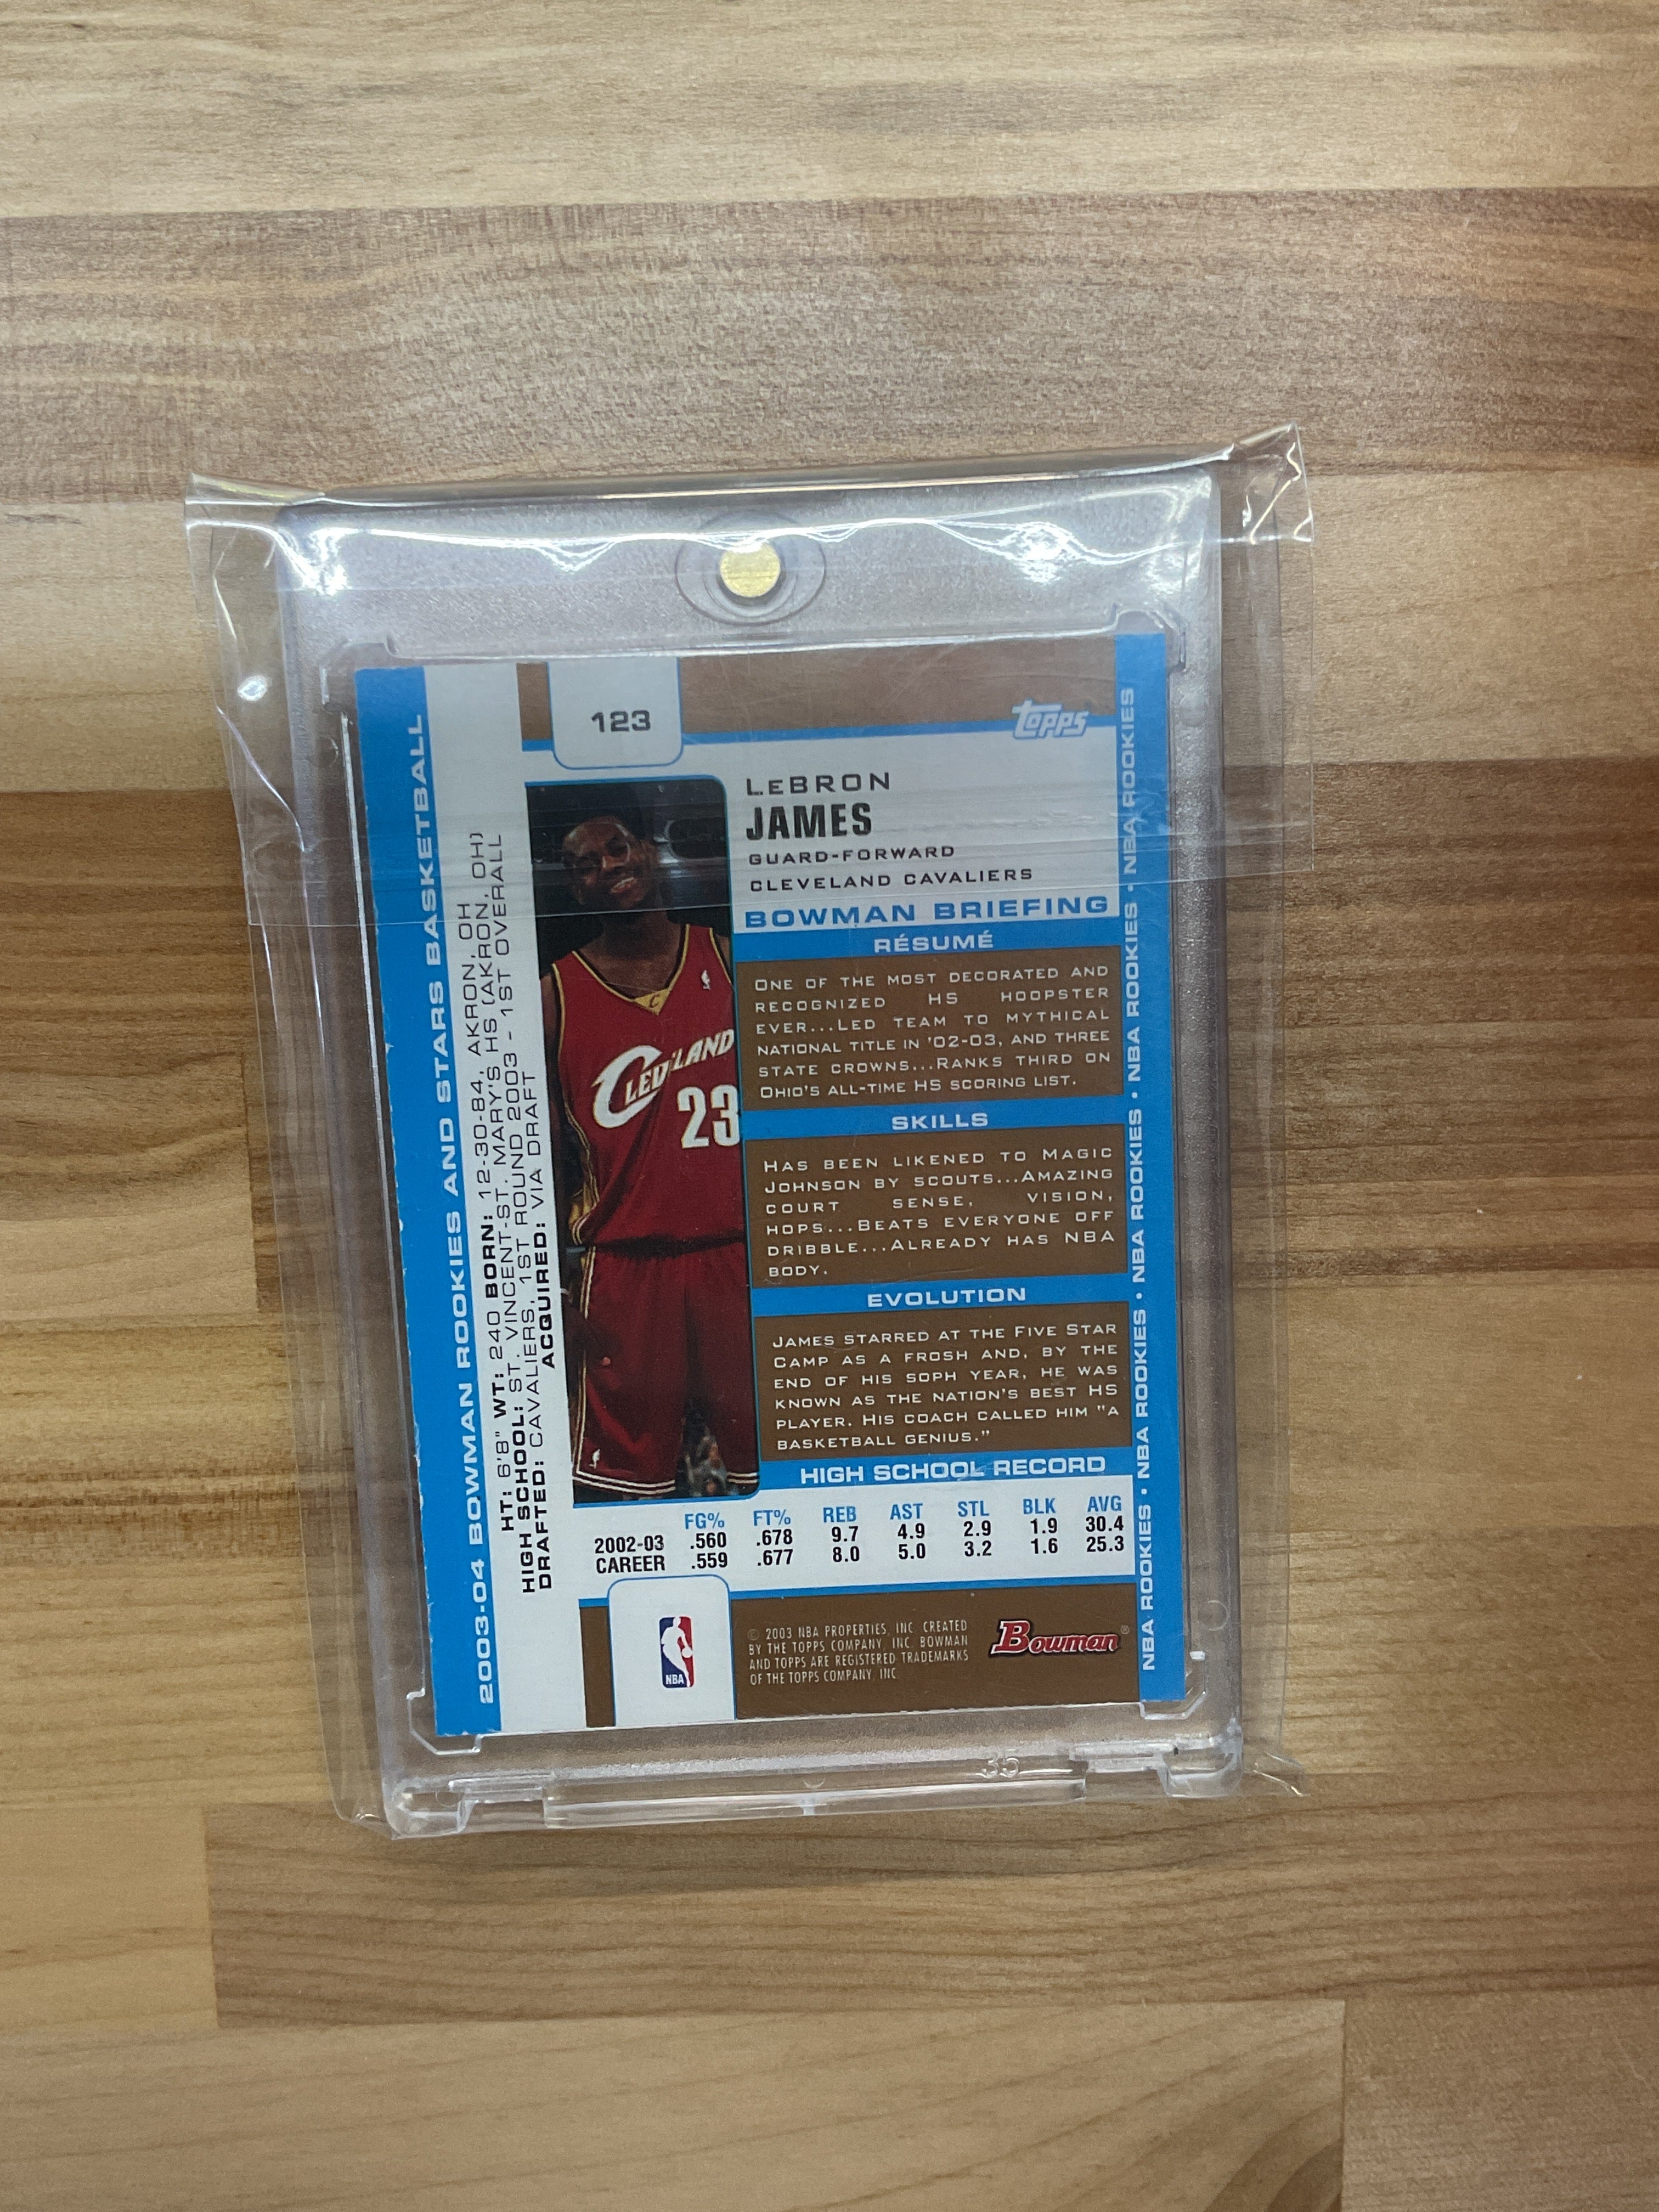 123
topps
LeBRON
JAMES
GUARD-FORWARD
CLEVELAND CAVALIERS
BOWMAN BRIEFING
RÉSUMÉ
ONE OF THE MOST DECORATED AND
RECOGNIZED HS HOOPSTER
EVER...LED TEAM TO MYTHICAL
NATIONAL TITLE IN '02-03, AND THREE
STATE CROWNS...RANKS THIRD ON
OHIO'S ALL-TIME HS SCORING LIST.
SKILLS
HAS BEEN LIKENED TO MAGIC
JOHNSON BY SCOUTS...AMAZING
COURT SENSE, VISION,
HOPS...BEATS EVERYONE OFF
DRIBBLE...ALREADY HAS NBA
BODY.
EVOLUTION
JAMES STARRED AT THE FIVE STAR
CAMP AS A FROSH AND, BY THE
END OF HIS SOPH YEAR, HE WAS
KNOWN AS THE NATION'S BEST HS
PLAYER. HIS COACH CALLED HIM "A
BASKETBALL GENIUS."
HIGH SCHOOL RECORD
FG% FT% REB AST STL BLK AVG
2002-03 .560 .678 9.7 4.9 2.9 1.9 30.4
CAREER .559 .677 8.0 5.0 3.2 1.6 25.3
NBA
© 2003 NBA PROPERTIES, INC. CREATED
BY THE TOPPS COMPANY, INC. BOWMAN
AND TOPPS ARE REGISTERED TRADEMARKS
OF THE TOPPS COMPANY, INC.
Bowman®
2003-04 BOWMAN ROOKIES AND STARS BASKETBALL
HT: 6'8" WT: 240 BORN: 12-30-84, AKRON, OH
HIGH SCHOOL: ST. VINCENT-ST. MARY'S HS (AKRON, OH)
DRAFTED: CAVALIERS, 1ST ROUND 2003 - 1ST OVERALL
ACQUIRED: VIA DRAFT
C
23
NBA ROOKIES • NBA ROOKIES • NBA ROOKIES • NBA ROOKIES • NBA ROOKIES • NBA ROOKIES
35